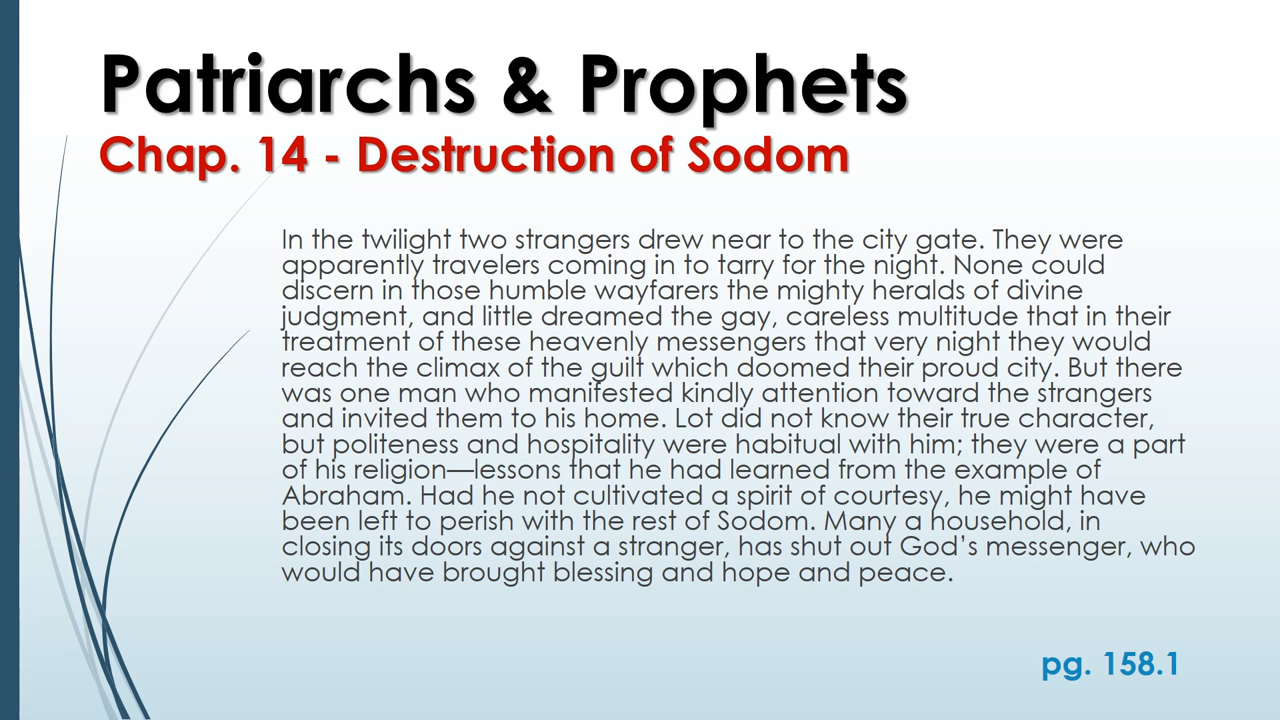 Patriarchs & Prophets
Chap. 14 - Destruction of Sodom
In the twilight two strangers drew near to the city gate. They were
apparently travelers coming in to tarry for the night. None could
discern in those humble wayfarers the mighty heralds of divine
judgment, and little dreamed the gay, careless multitude that in their
treatment of these heavenly messengers that very night they would
reach the climax of the guilt which doomed their proud city. But there
was one man who manifested kindly attention toward the strangers
and invited them to his home. Lot did not know their true character,
but politeness and hospitality were habitual with him; they were a part
of his religion—lessons that he had learned from the example of
Abraham. Had he not cultivated a spirit of courtesy, he might have
been left to perish with the rest of Sodom. Many a household, in
closing its doors against a stranger, has shut out God’s messenger, who
would have brought blessing and hope and peace.
pg. 158.1